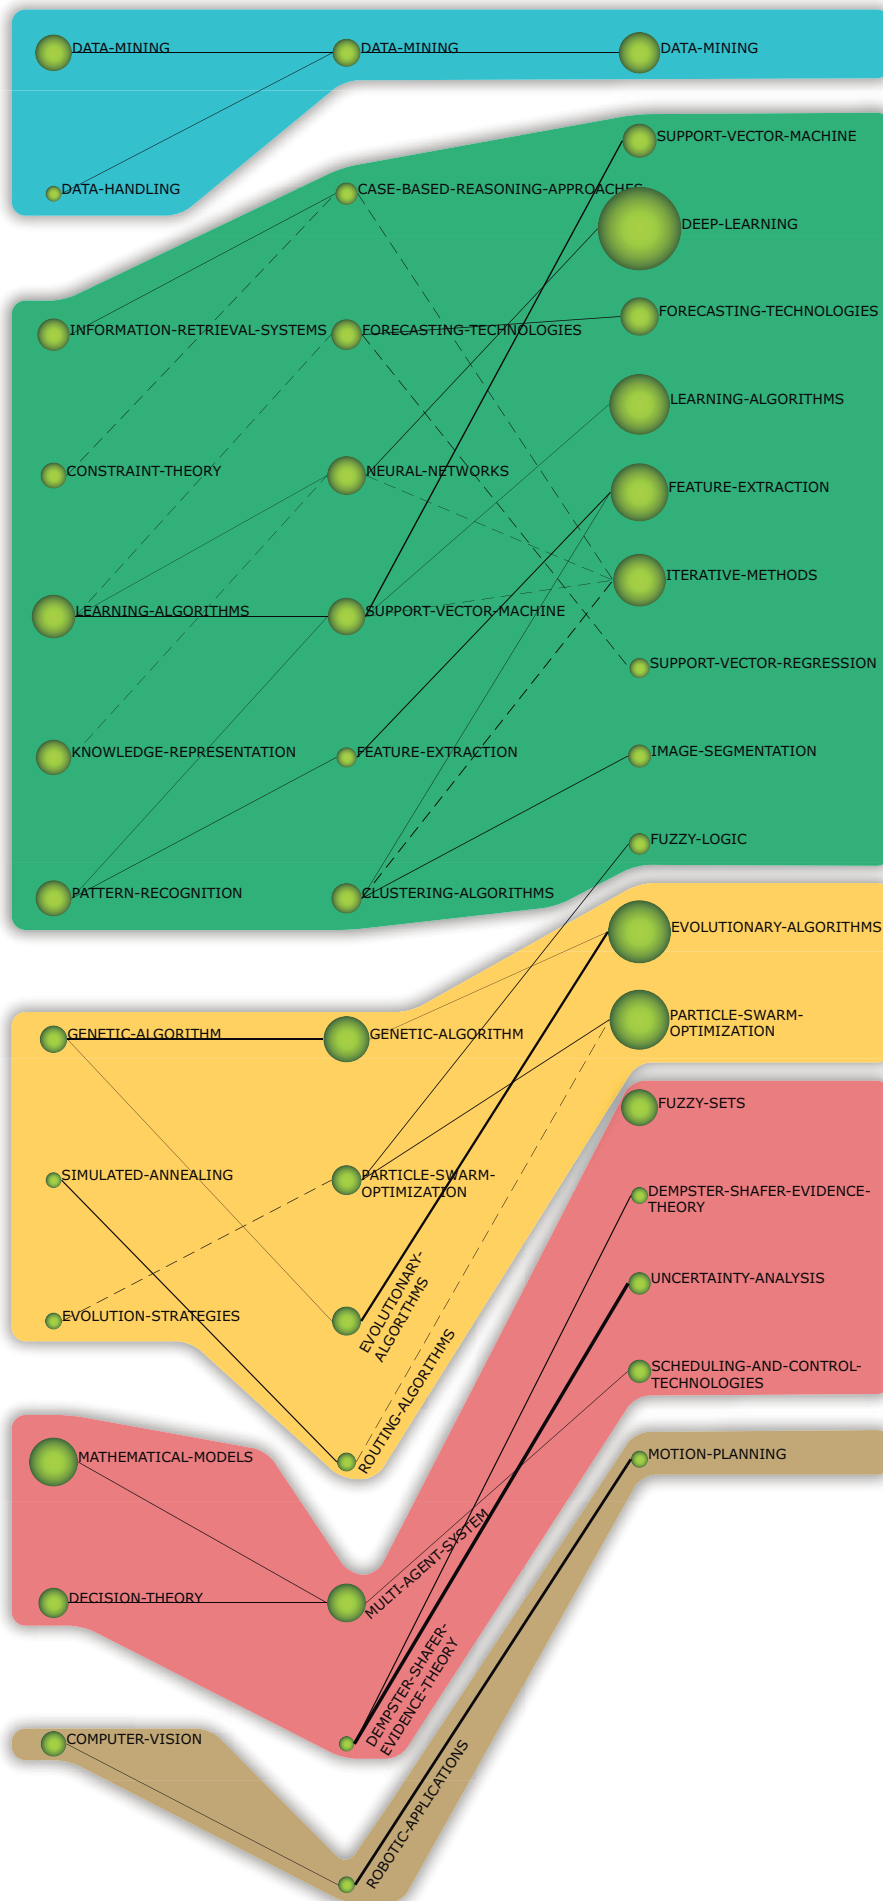 DATA-MINING
DATA-MINING
DATA-MINING
DATA-HANDLING
SUPPORT-VECTOR-MACHINE
CASE-BASED-REASONING-APPROACHES
DEEP-LEARNING
INFORMATION-RETRIEVAL-SYSTEMS
FORECASTING-TECHNOLOGIES
FORECASTING-TECHNOLOGIES
LEARNING-ALGORITHMS
CONSTRAINT-THEORY
NEURAL-NETWORKS
FEATURE-EXTRACTION
ITERATIVE-METHODS
LEARNING-ALGORITHMS
SUPPORT-VECTOR-MACHINE
SUPPORT-VECTOR-REGRESSION
KNOWLEDGE-REPRESENTATION
FEATURE-EXTRACTION
IMAGE-SEGMENTATION
FUZZY-LOGIC
PATTERN-RECOGNITION
CLUSTERING-ALGORITHMS
EVOLUTIONARY-ALGORITHMS
GENETIC-ALGORITHM
GENETIC-ALGORITHM
PARTICLE-SWARM-
OPTIMIZATION
FUZZY-SETS
SIMULATED-ANNEALING
PARTICLE-SWARM-
OPTIMIZATION
DEMPSTER-SHAFER-EVIDENCE-
THEORY
EVOLUTION-STRATEGIES
EVOLUTIONARY-
ALGORITHMS
UNCERTAINTY-ANALYSIS
SCHEDULING-AND-CONTROL-
TECHNOLOGIES
ROUTING-ALGORITHMS
MATHEMATICAL-MODELS
MOTION-PLANNING
DECISION-THEORY
MULTI-AGENT-SYSTEM
DEMPSTER-SHAFER-
EVIDENCE-THEORY
COMPUTER-VISION
ROBOTIC-APPLICATIONS